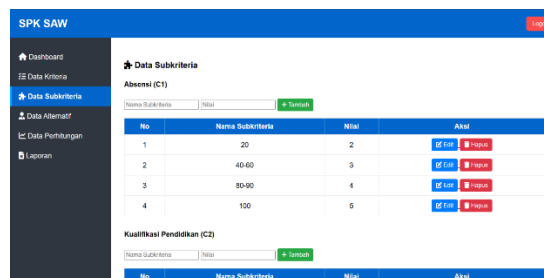 SPK SAW
Logo
Dashboard
Data Kriteria
Data Subkriteria
Data Alternatif
Data Perhitungan
Laporan
Data Subkriteria
Absensi (C1)
Nama Subkriteria Nilai + Tambah
No Nama Subkriteria Nilai Aksi
1 20 2 Edit Hapus
2 40-60 3 Edit Hapus
3 80-90 4 Edit Hapus
4 100 5 Edit Hapus
Kualifikasi Pendidikan (C2)
Nama Subkriteria Nilai + Tambah
No Nama Subkriteria Nilai Aksi